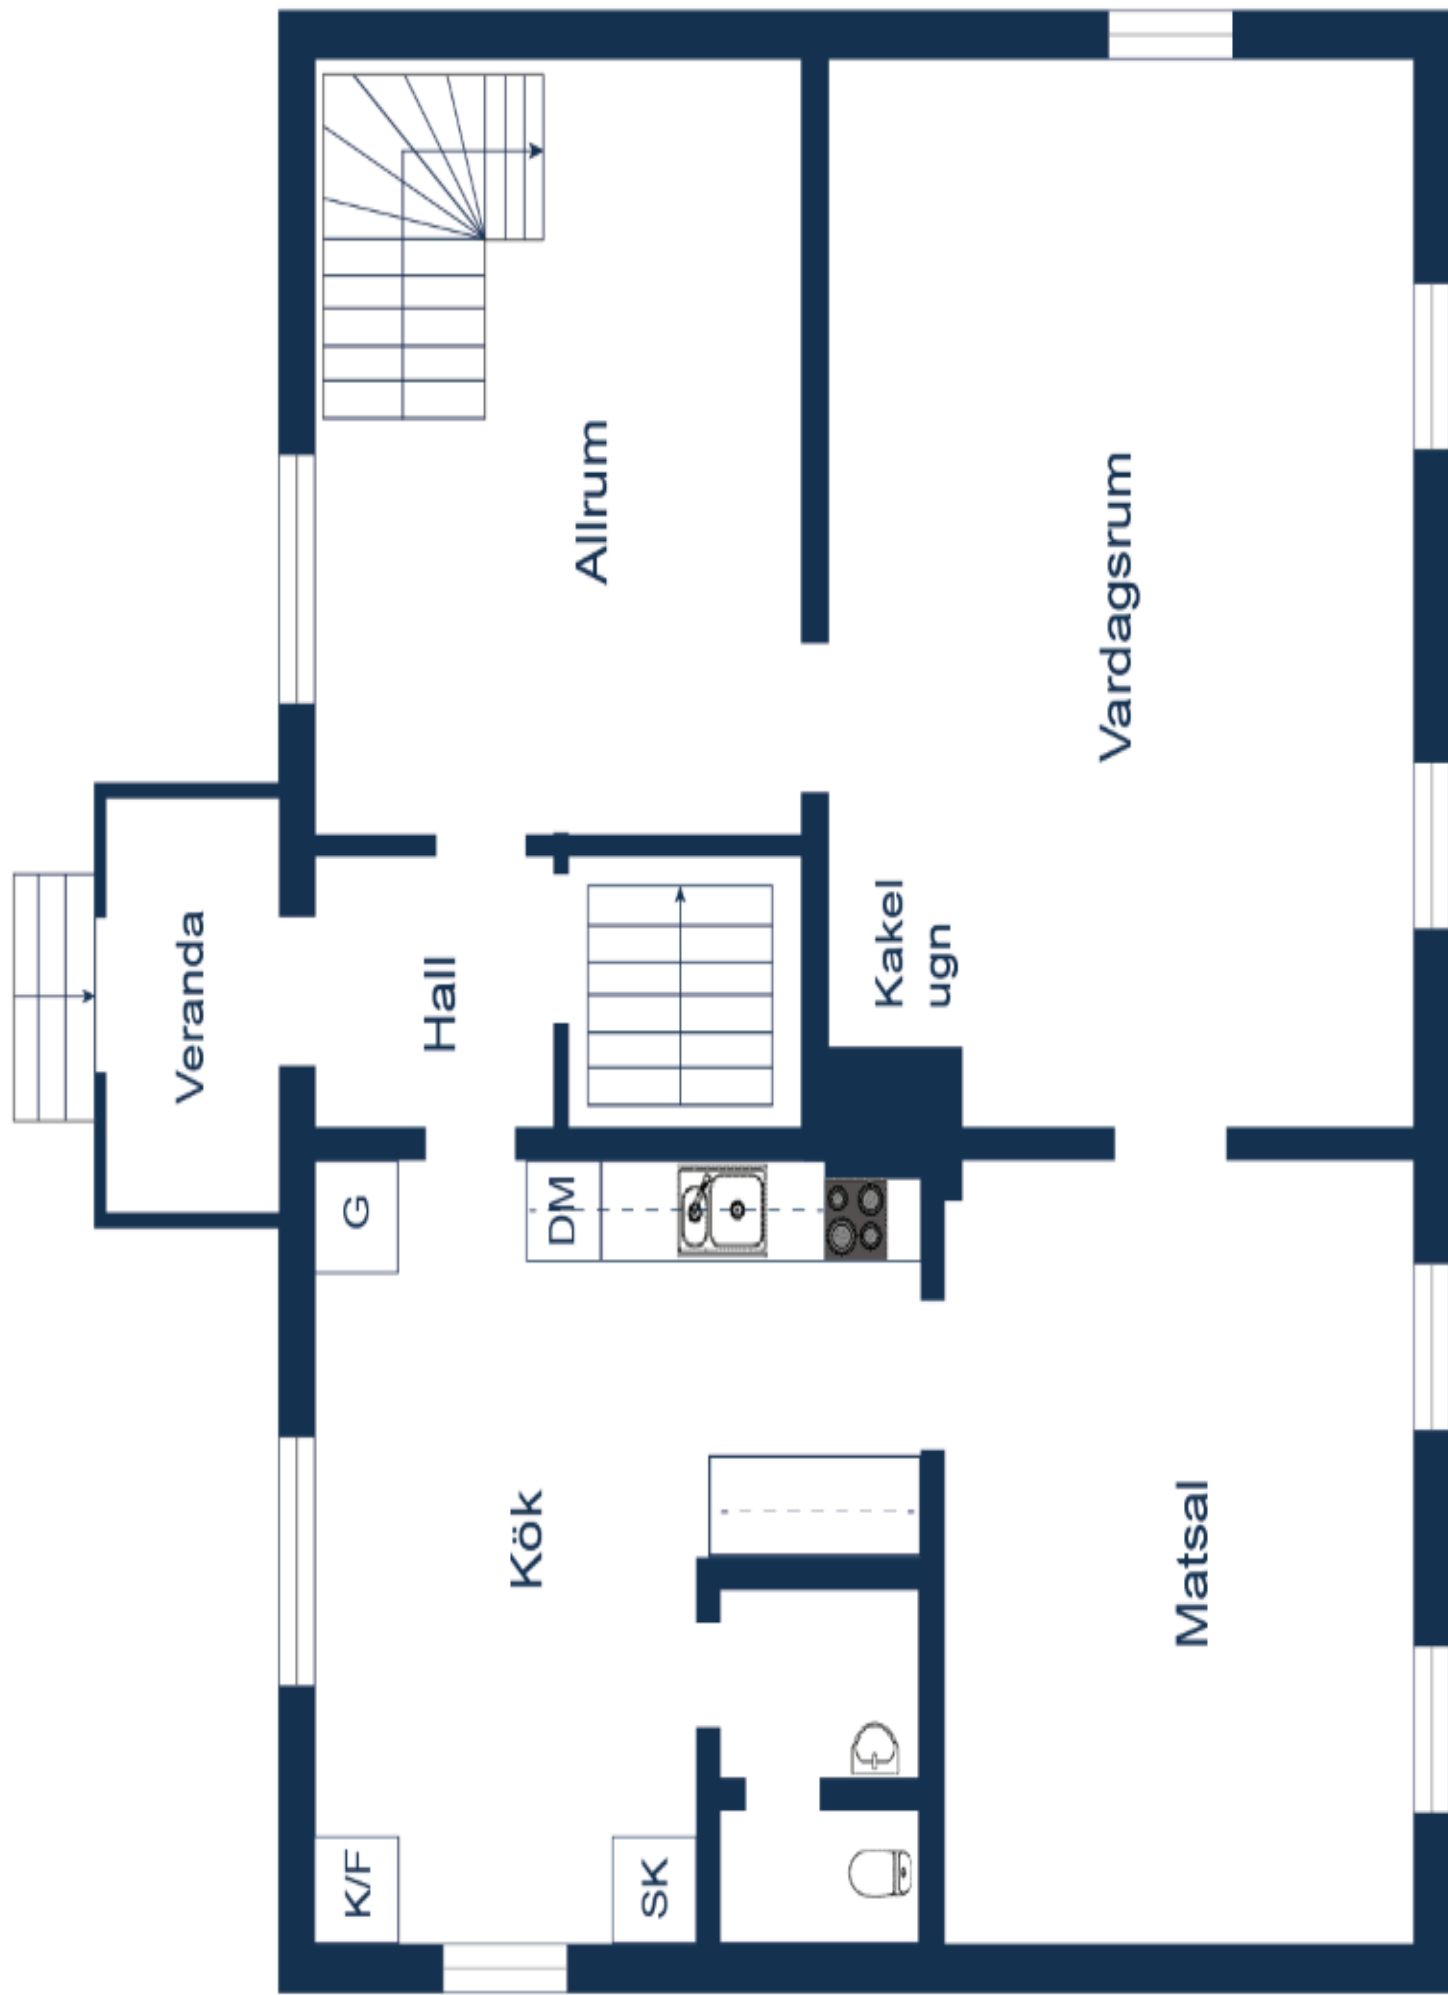 Allrum
Vardagsrum
Veranda
Hall
Kakel
ugn
G
DM
Kök
Matsal
K/F
SK